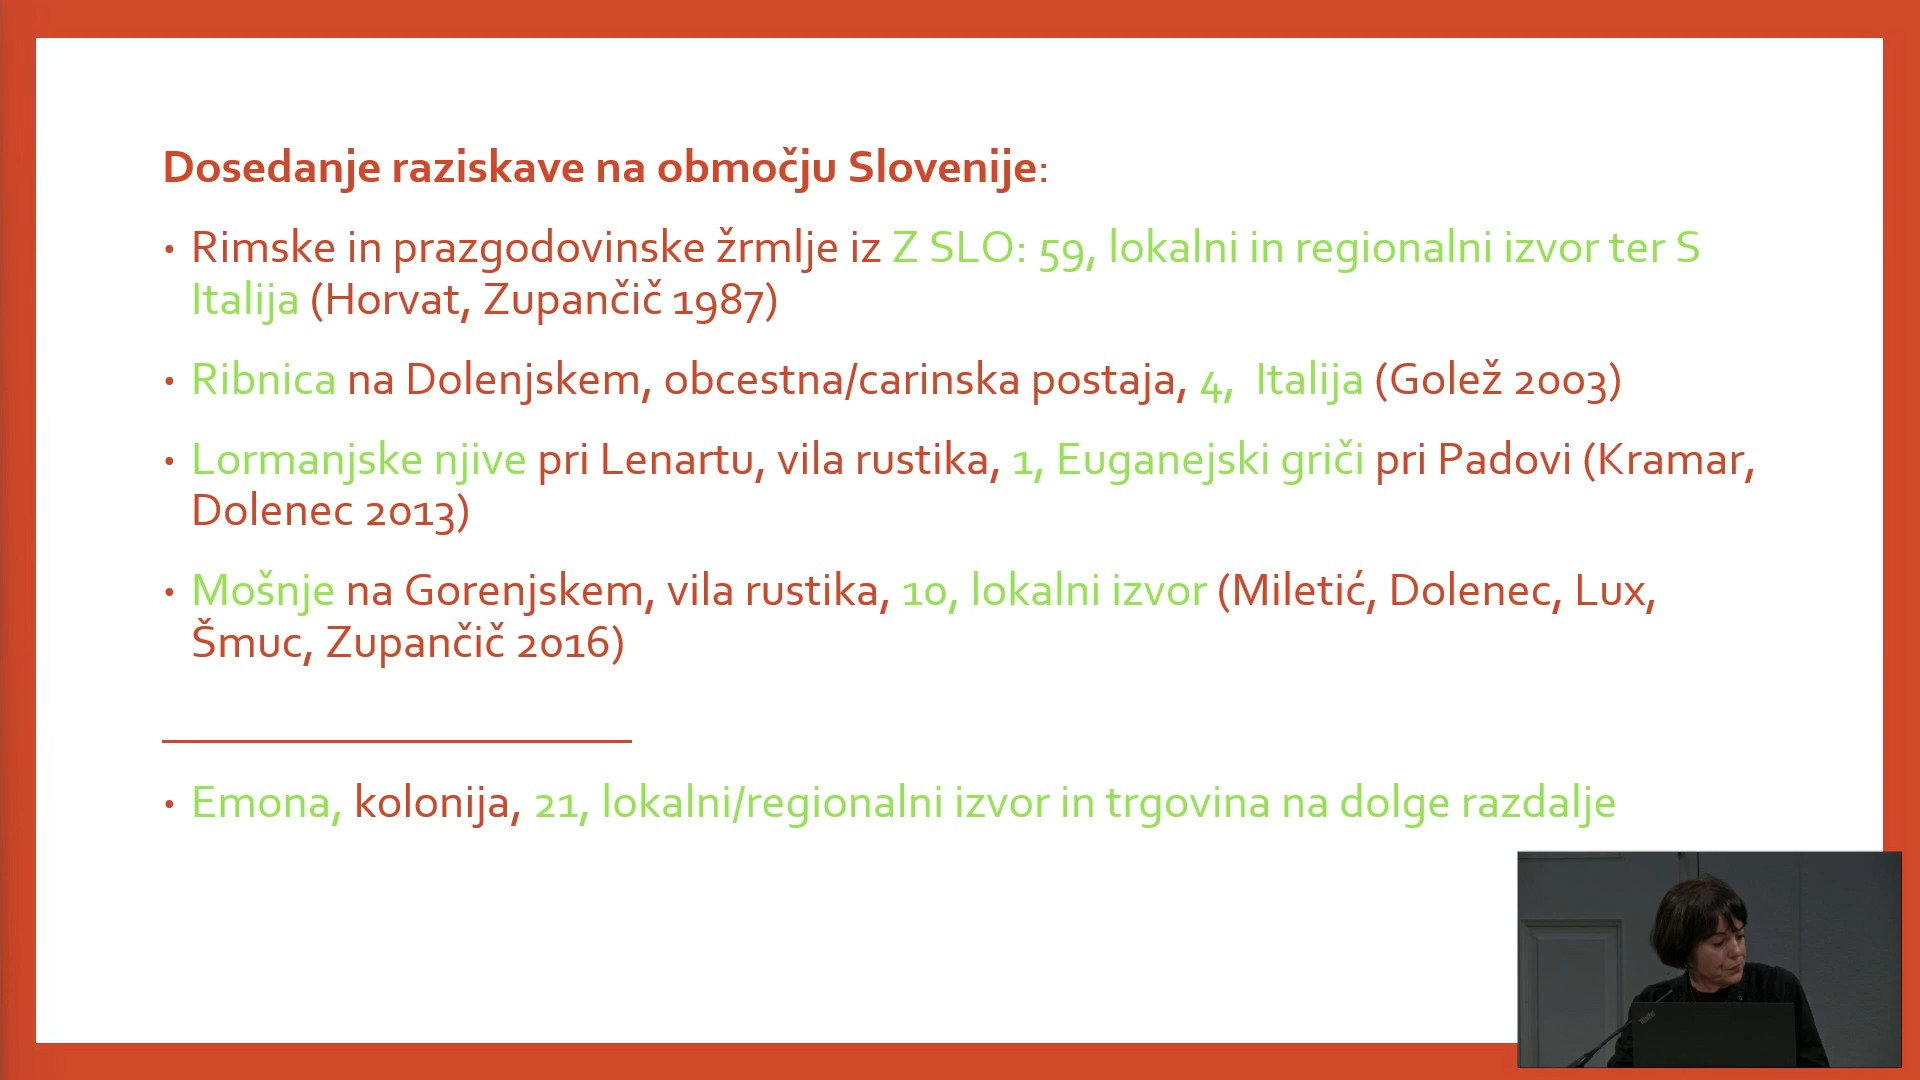 Dosedanje raziskave na območju Slovenije:
• Rimske in prazgodovinske žrmlje iz Z SLO: 59, lokalni in regionalni izvor ter S
Italija (Horvat, Zupančič 1987)
• Ribnica na Dolenjskem, obcestna/carinska postaja, 4, Italija (Golež 2003)
• Lormanjske njive pri Lenartu, vila rustika, 1, Euganejski griči pri Padovi (Kramar,
Dolenec 2013)
• Mošnje na Gorenjskem, vila rustika, 10, lokalni izvor (Miletić, Dolenec, Lux,
Šmuc, Zupančič 2016)
• Emona, kolonija, 21, lokalni/regionalni izvor in trgovina na dolge razdalje